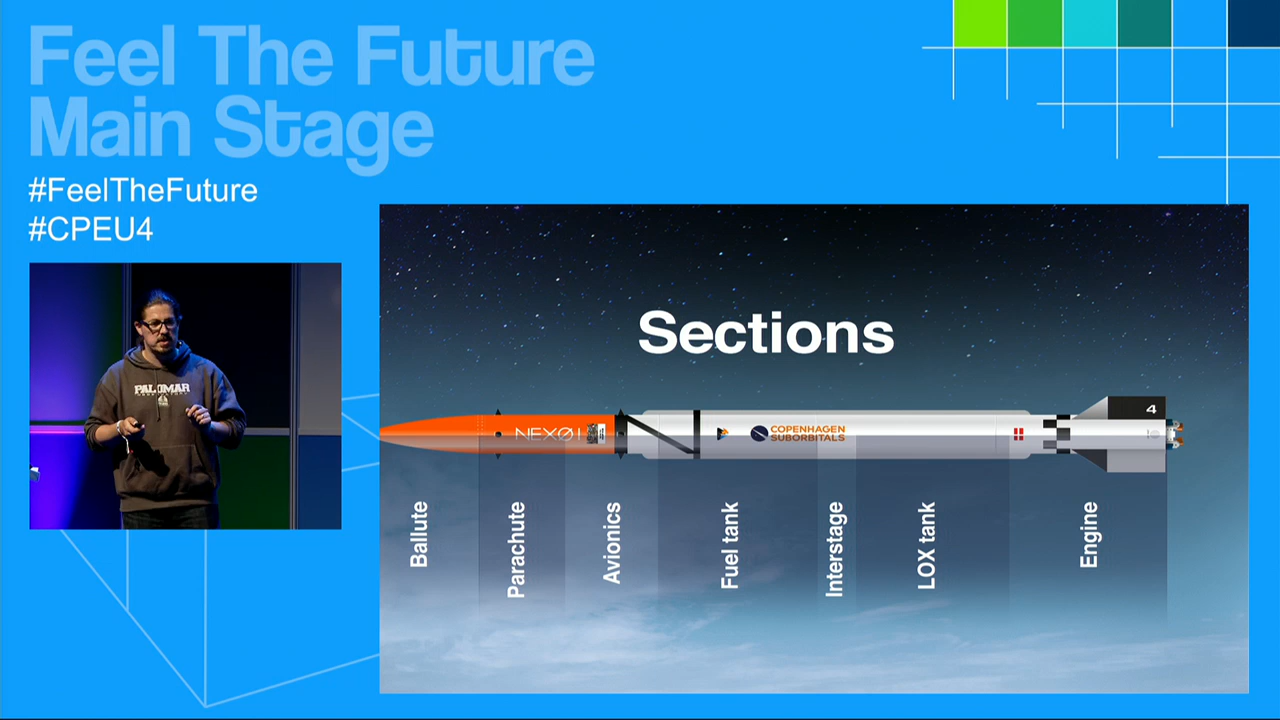 Feel The Future
Main Stage
#FeelTheFuture
#CPEU4
PALOMAR
Sections
NEXØ I
COPENHAGEN
SUBORBITALS
4
Ballute
Parachute
Avionics
Fuel tank
Interstage
LOX tank
Engine